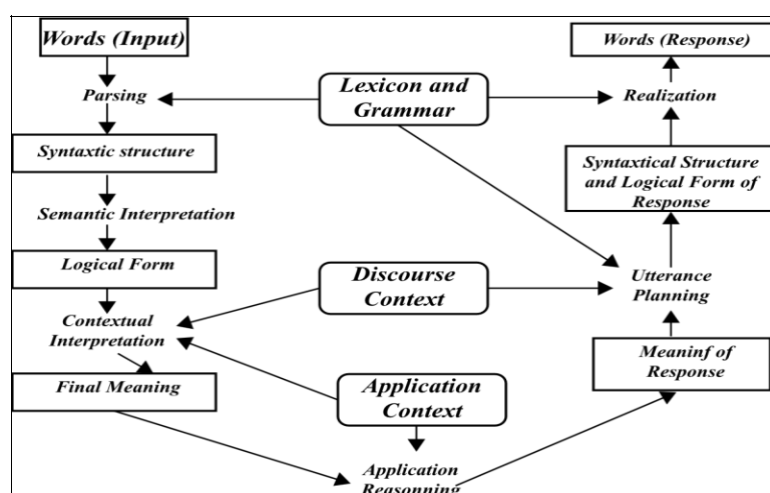 Words (Input)
Parsing
Syntaxtic structure
Semantic Interpretation
Logical Form
Contextual
Interpretation
Final Meaning
Lexicon and
Grammar
Discourse
Context
Application
Context
Application
Reasonning
Words (Response)
Realization
Syntaxtical Structure
and Logical Form of
Response
Utterance
Planning
Meaninf of
Response